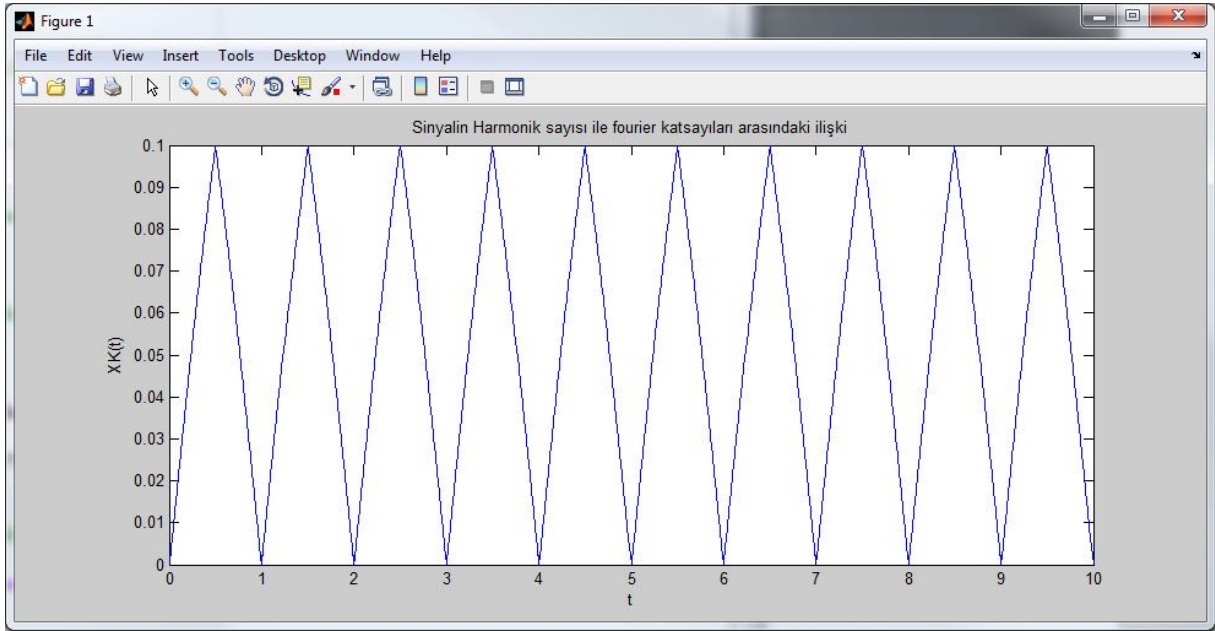 Figure 1
File Edit View Insert Tools Desktop Window Help
Sinyalin Harmonik sayısı ile fourier katsayıları arasındaki ilişki
0.1
0.09
0.08
0.07
0.06
0.05
0.04
0.03
0.02
0.01
0
XK(t)
0 1 2 3 4 5 6 7 8 9 10
t